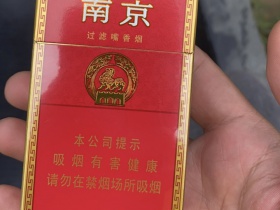 南京
过滤嘴香烟
本公司提示
吸烟有害健康
请勿在禁烟场所吸烟